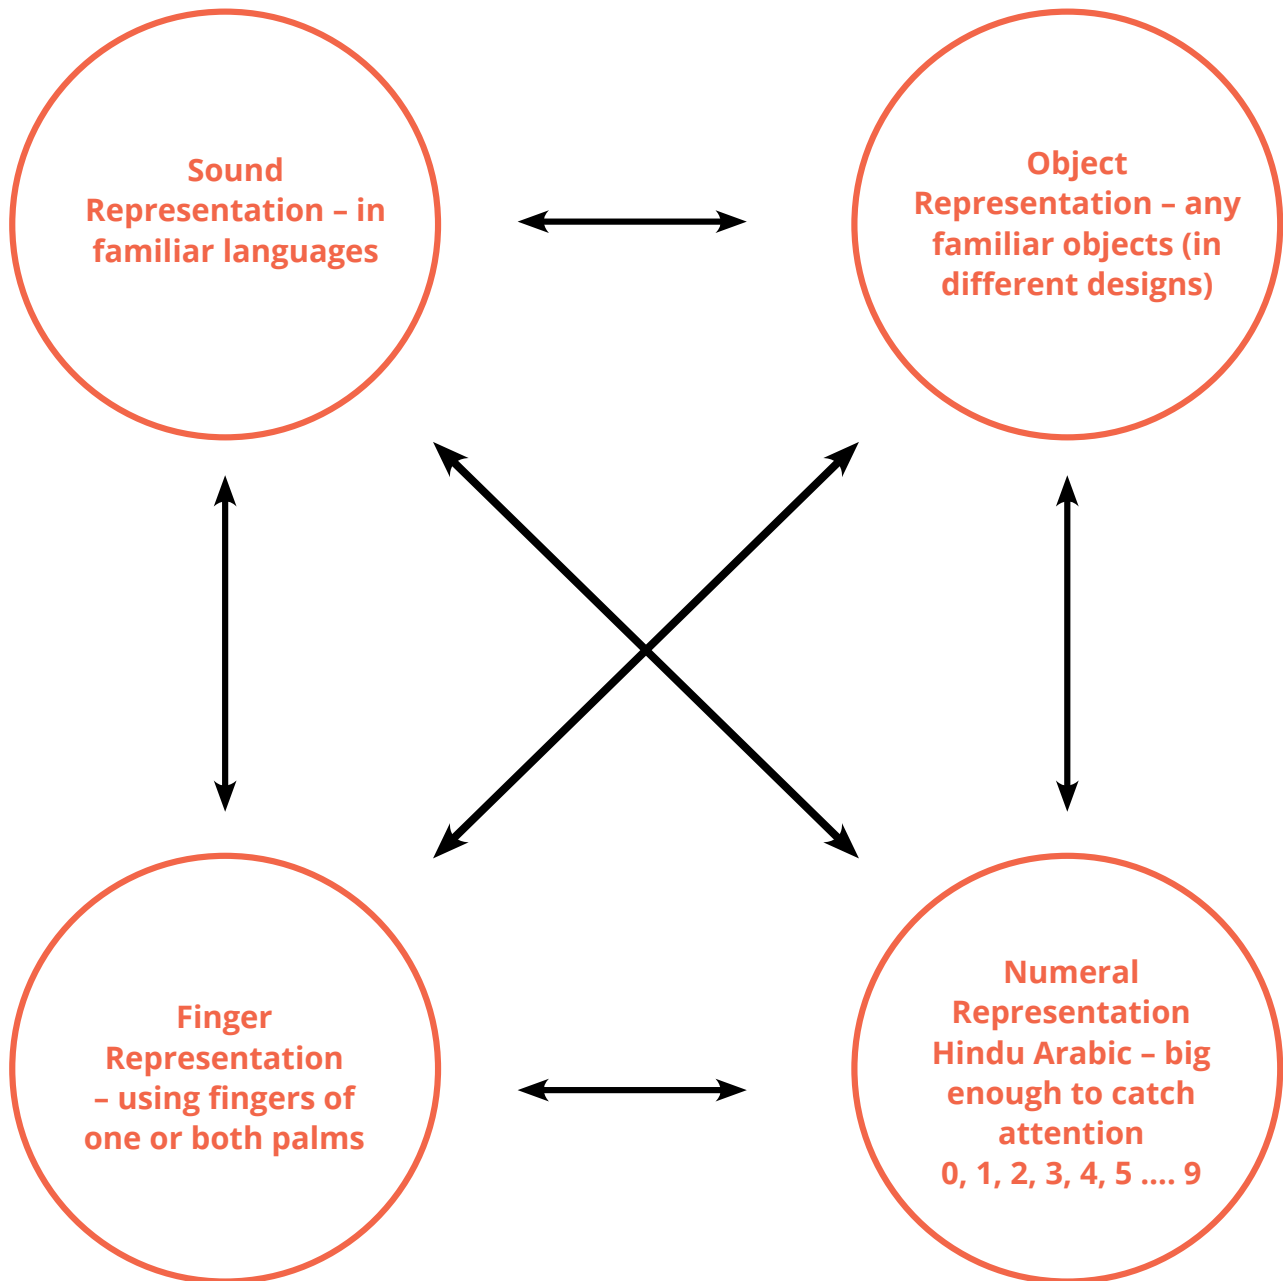 Sound
Representation – in
familiar languages
Object
Representation – any
familiar objects (in
different designs)
Finger
Representation
– using fingers of
one or both palms
Numeral
Representation
Hindu Arabic – big
enough to catch
attention
0, 1, 2, 3, 4, 5 .... 9